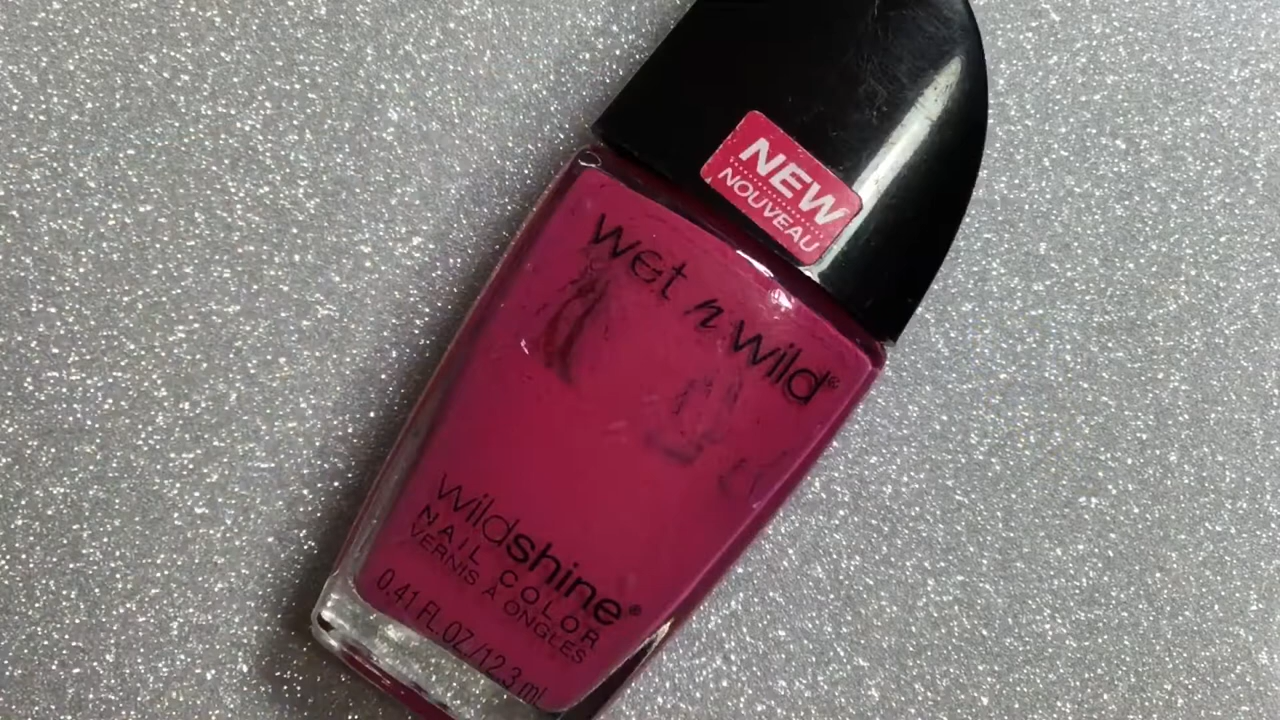 NEW
NOUVEAU
wet n wild®
wildshine®
NAIL COLOR
VERNIS À ONGLES
0.41 FL.OZ./12.3 mL